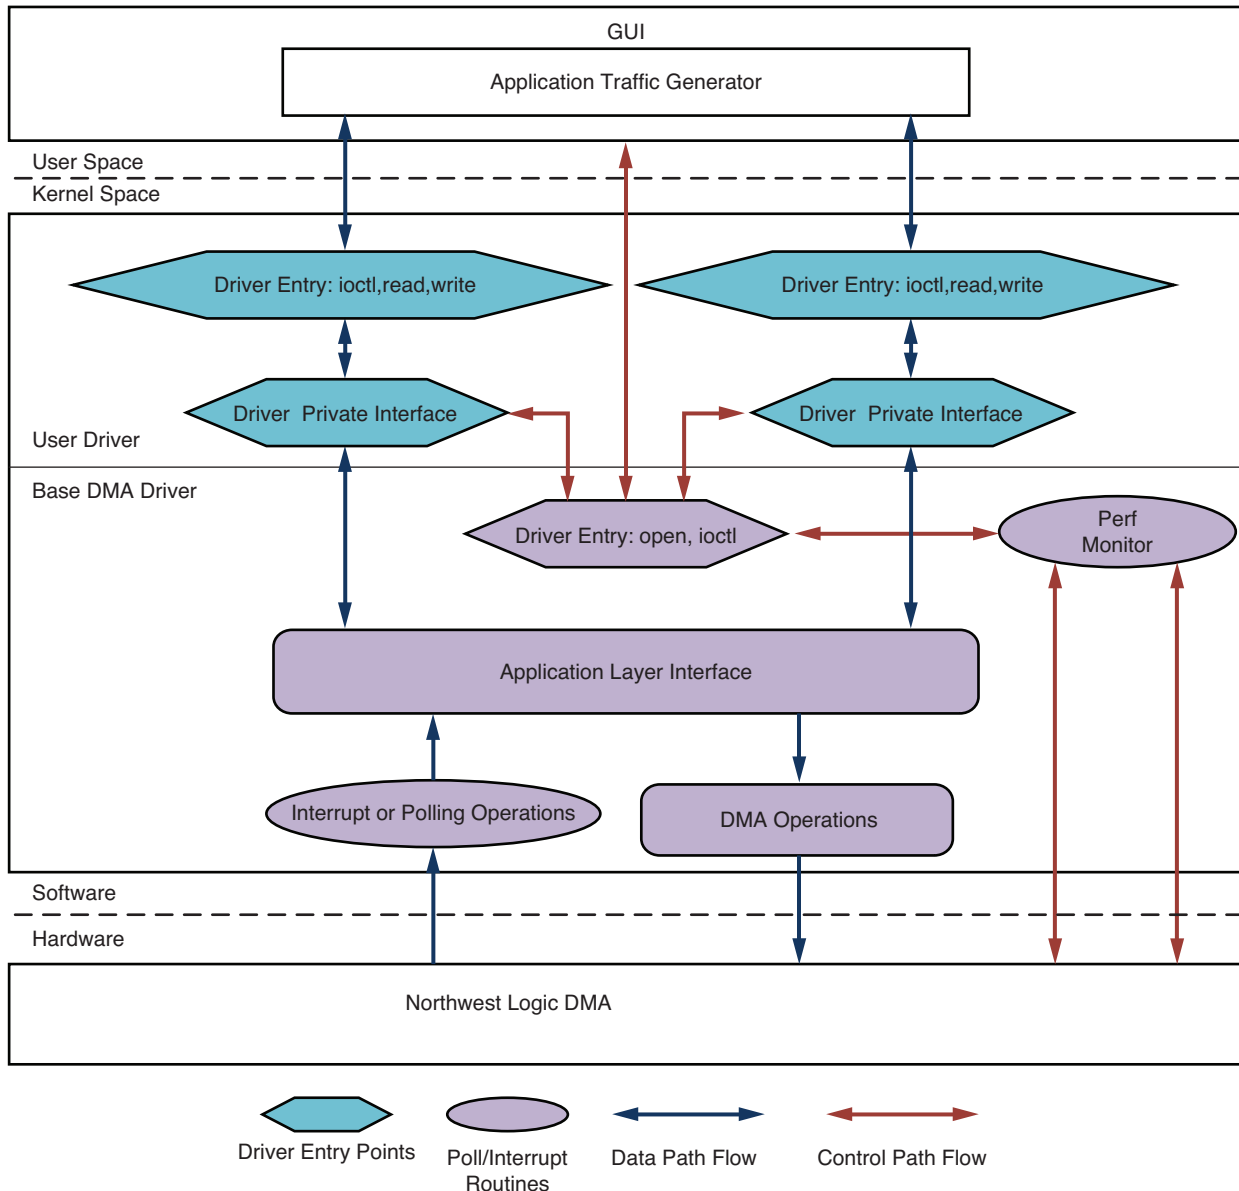 GUI
Application Traffic Generator
User Space
Kernel Space
Driver Entry: ioctl,read,write
Driver Entry: ioctl,read,write
Driver Private Interface
Driver Private Interface
User Driver
Base DMA Driver
Driver Entry: open, ioctl
Perf
Monitor
Application Layer Interface
Interrupt or Polling Operations
DMA Operations
Software
Hardware
Northwest Logic DMA
Driver Entry Points
Poll/Interrupt
Routines
Data Path Flow
Control Path Flow